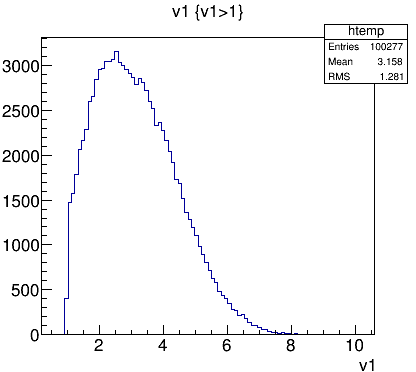 v1 {v1>1}
htemp
Entries 100277
Mean 3.158
RMS 1.281
3000
2500
2000
1500
1000
500
0
2 4 6 8 10
v1